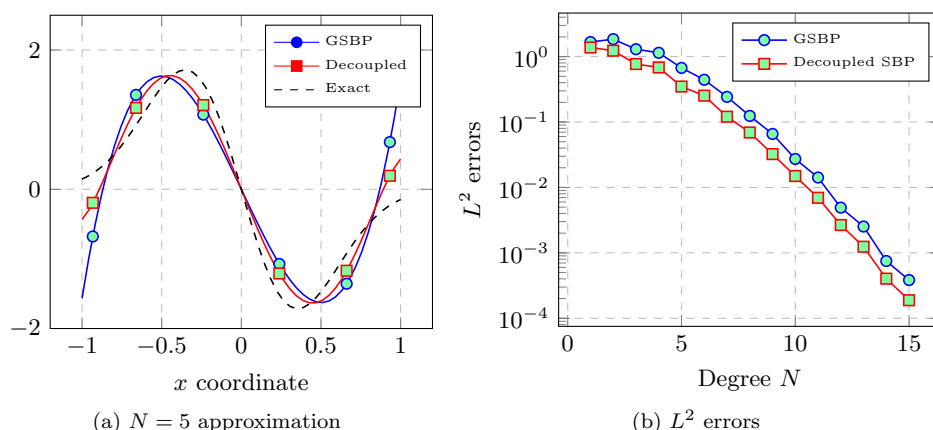 2
0
−2
−1
−0.5
0
0.5
1
x coordinate
GSBP
Decoupled
Exact
(a) N = 5 approximation
10^0
10^−1
10^−2
10^−3
10^−4
L^2 errors
0
5
10
15
Degree N
GSBP
Decoupled SBP
(b) L^2 errors